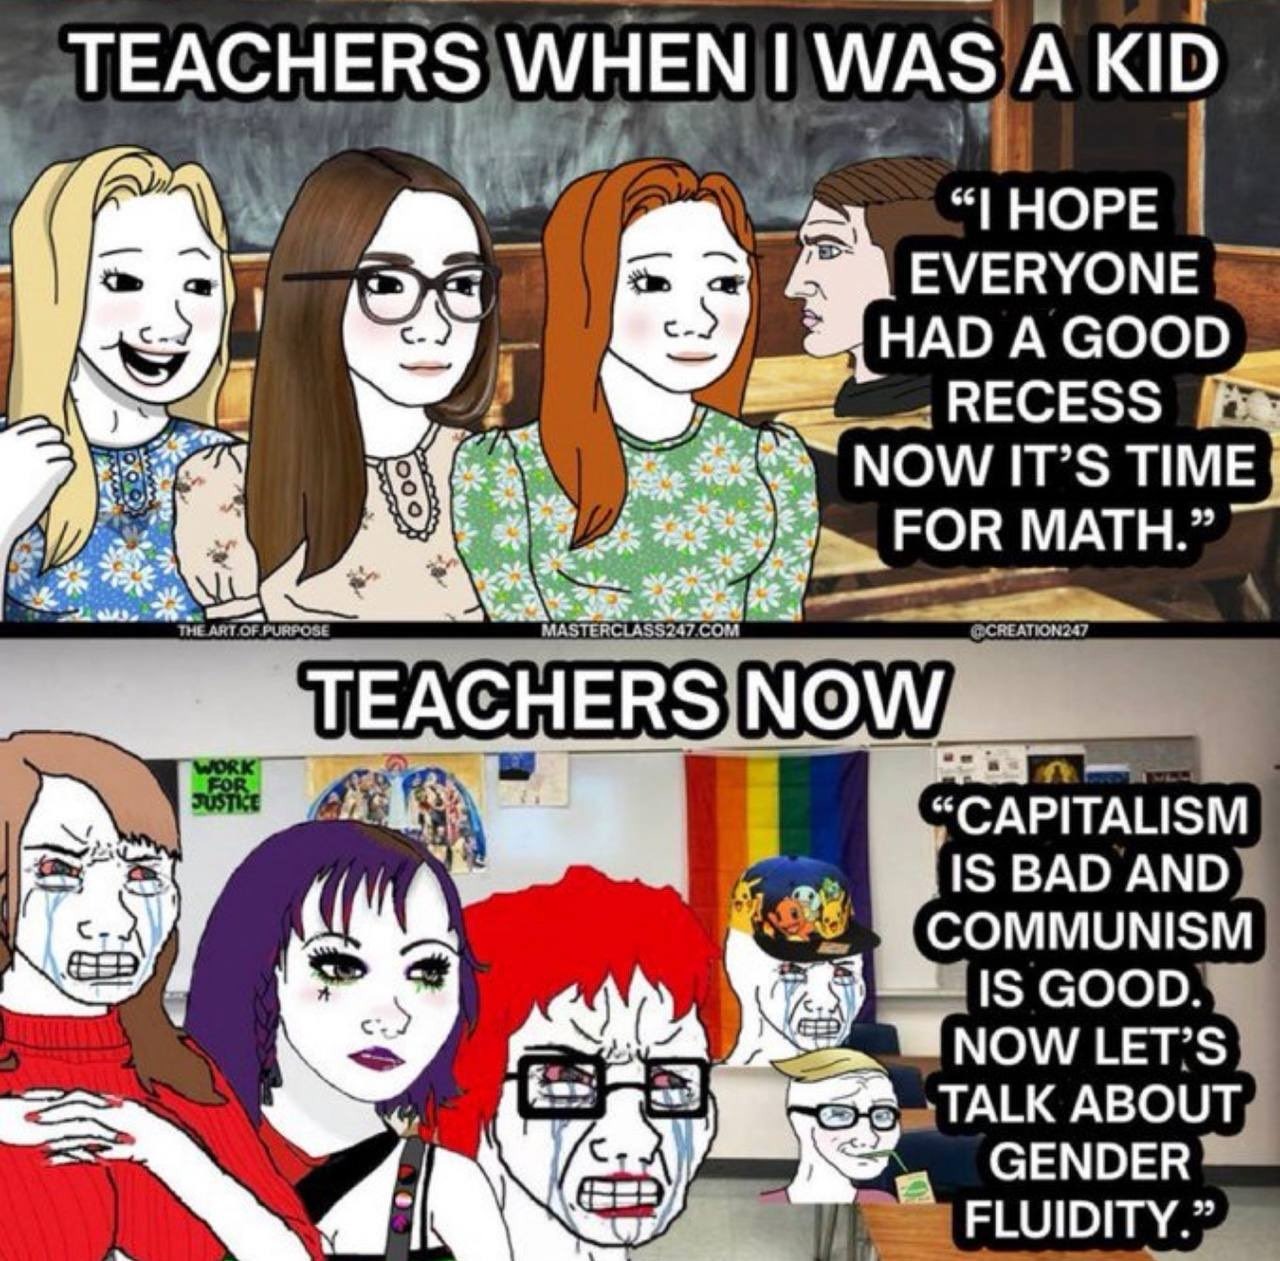 TEACHERS WHEN I WAS A KID
“I HOPE
EVERYONE
HAD A GOOD
RECESS
NOW IT’S TIME
FOR MATH.”
THE.ART.OF.PURPOSE
MASTERCLASS247.COM
@CREATION247
TEACHERS NOW
WORK
FOR
JUSTICE
“CAPITALISM
IS BAD AND
COMMUNISM
IS GOOD.
NOW LET’S
TALK ABOUT
GENDER
FLUIDITY.”